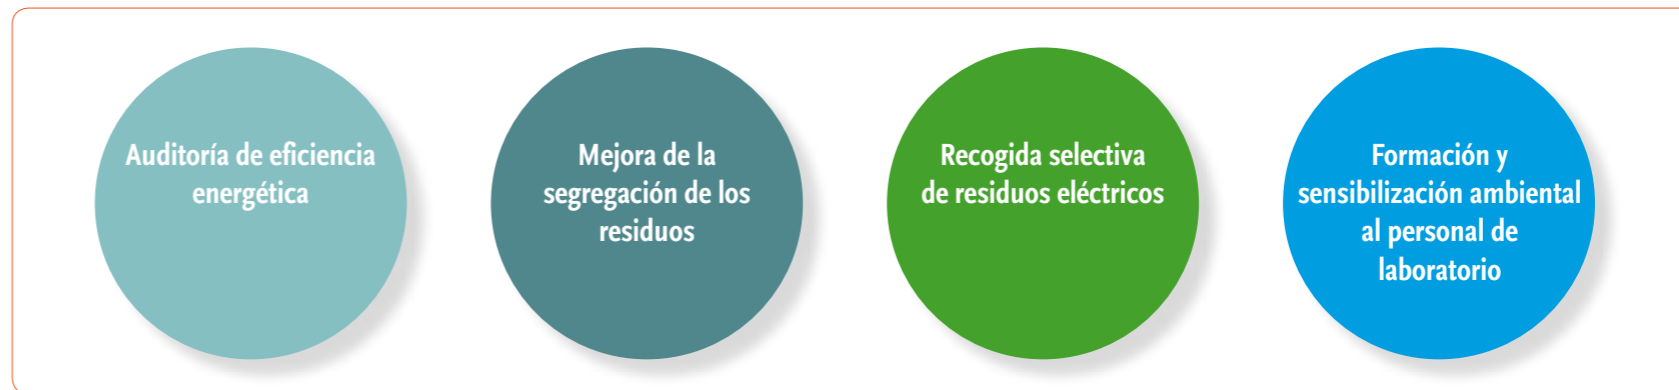 Auditoría de eficiencia
energética
Mejora de la
segregación de los
residuos
Recogida selectiva
de residuos eléctricos
Formación y
sensibilización ambiental
al personal de
laboratorio